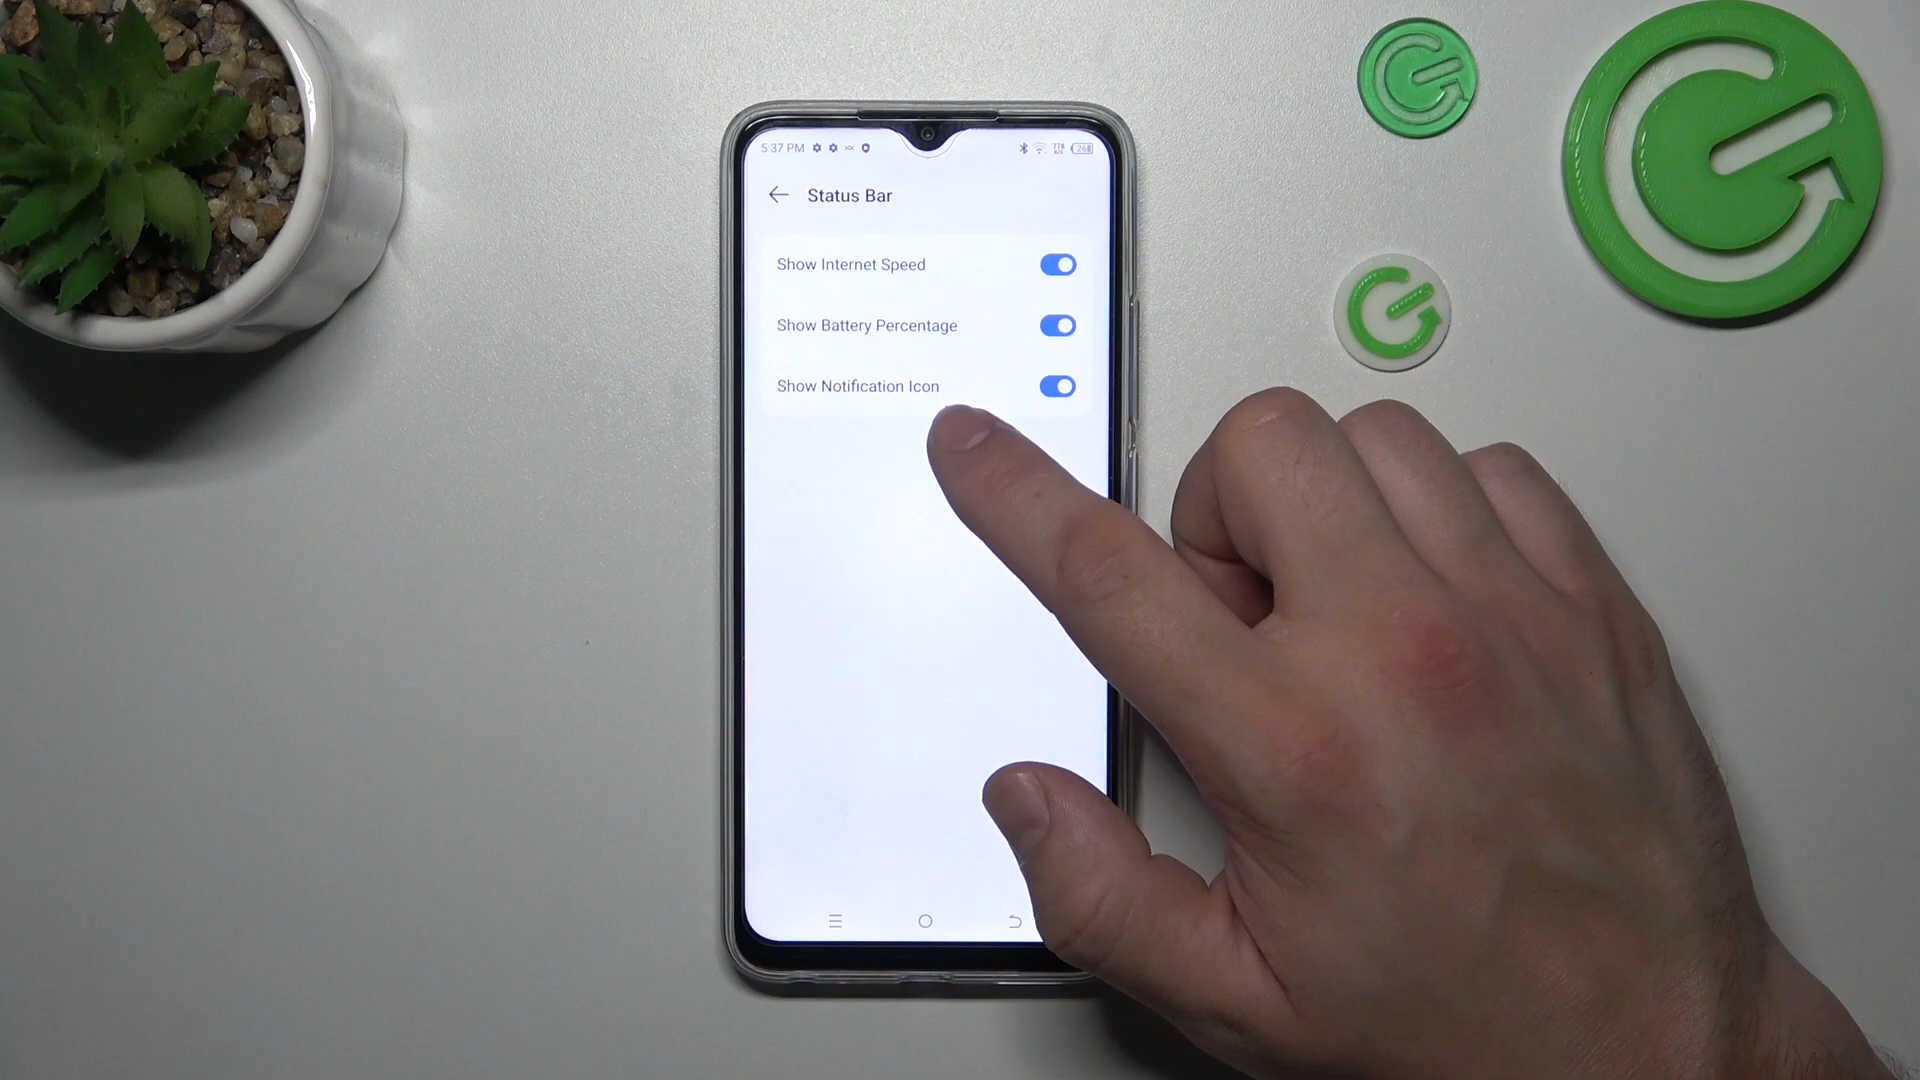 5:37 PM
Status Bar
Show Internet Speed
Show Battery Percentage
Show Notification Icon